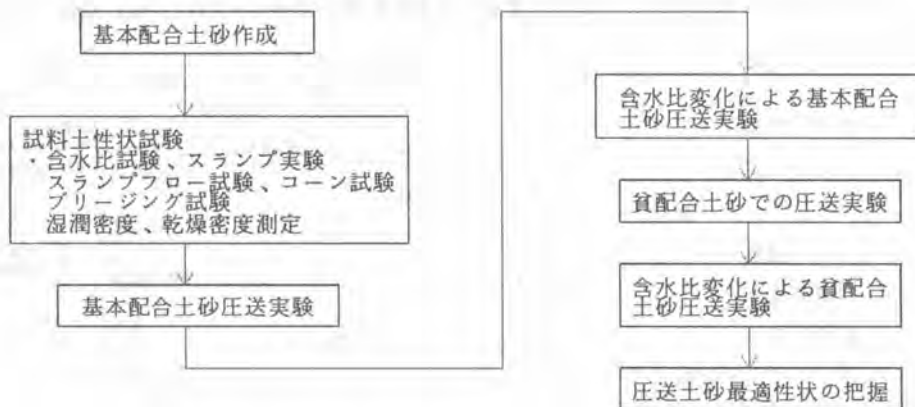 基本配合土砂作成
試料土性状試験
・含水比試験、スランプ実験
スランプフロー試験、コーン試験
ブリージング試験
湿潤密度、乾燥密度測定
基本配合土砂圧送実験
含水比変化による基本配合
土砂圧送実験
貧配合土砂での圧送実験
含水比変化による貧配合
土砂圧送実験
圧送土砂最適性状の把握